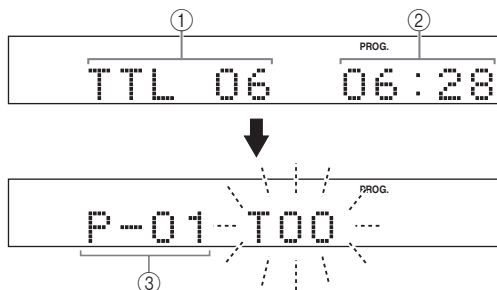 ① ②
PROG.
TTL 06 06:28
PROG.
P-01 T00
③